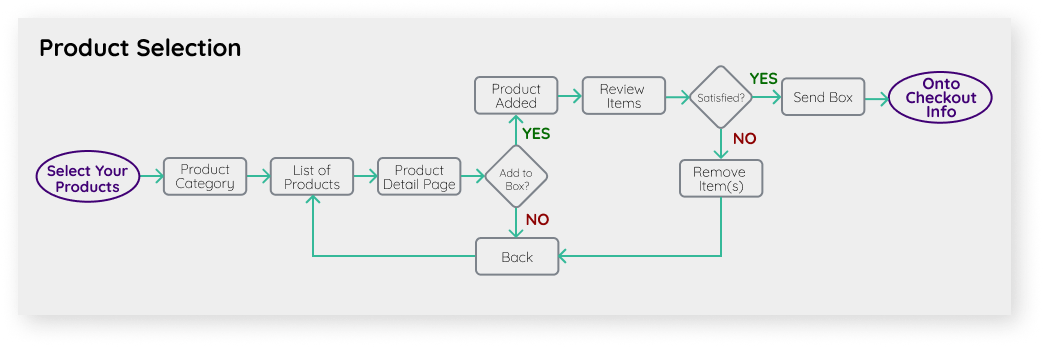 Product Selection
Select Your
Products
Product
Category
List of
Products
Product
Detail Page
Add to
Box?
YES
Product
Added
Review
Items
Satisfied?
YES
Send Box
Onto
Checkout
Info
NO
Remove
Item(s)
NO
Back